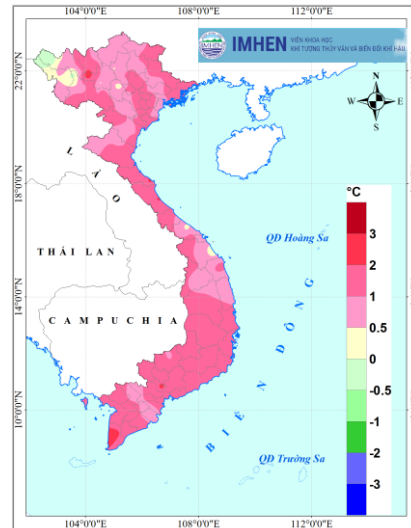 104°0'0"E 108°0'0"E 112°0'0"E
IMHEN VIỆN KHOA HỌC
KHÍ TƯỢNG THỦY VĂN VÀ BIẾN ĐỔI KHÍ HẬU
22°0'0"N
N
W E
S
LÀO
18°0'0"N
°C
3
QĐ Hoàng Sa
THÁI LAN
2
1
14°0'0"N
CAMPUCHIA
0.5
0
BIỂN ĐÔNG
-0.5
-1
10°0'0"N
-2
QĐ Trường Sa
-3
104°0'0"E 108°0'0"E 112°0'0"E